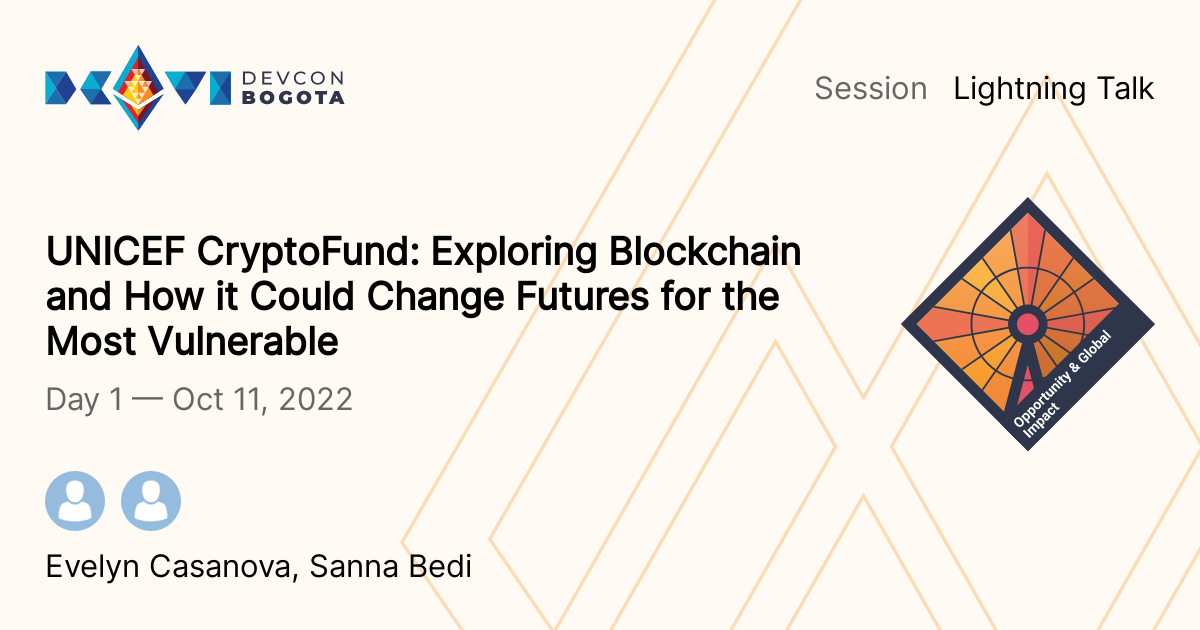 DEVCON
BOGOTA
Session Lightning Talk
UNICEF CryptoFund: Exploring Blockchain
and How it Could Change Futures for the
Most Vulnerable
Day 1 — Oct 11, 2022
Opportunity & Global
Impact
Evelyn Casanova, Sanna Bedi